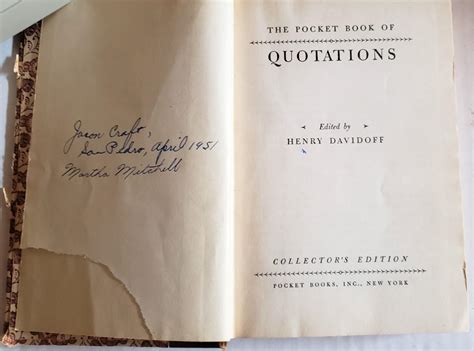 Jason Crafo,
San Pedro, April 1951
Martha Mitchell
THE POCKET BOOK OF
QUOTATIONS
Edited by
HENRY DAVIDOFF
COLLECTOR'S EDITION
POCKET BOOKS, INC., NEW YORK